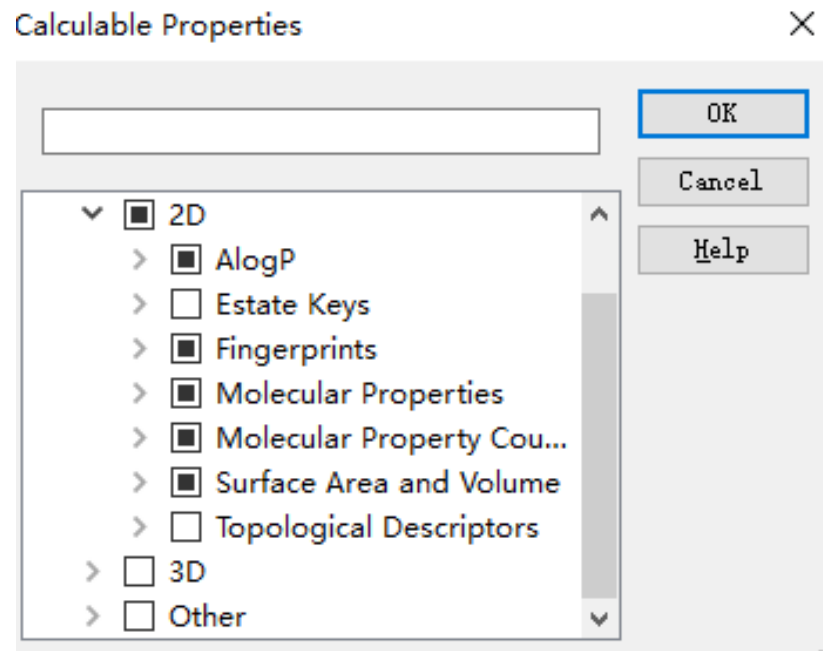 Calculable Properties
OK
Cancel
Help
2D
AlogP
Estate Keys
Fingerprints
Molecular Properties
Molecular Property Cou...
Surface Area and Volume
Topological Descriptors
3D
Other